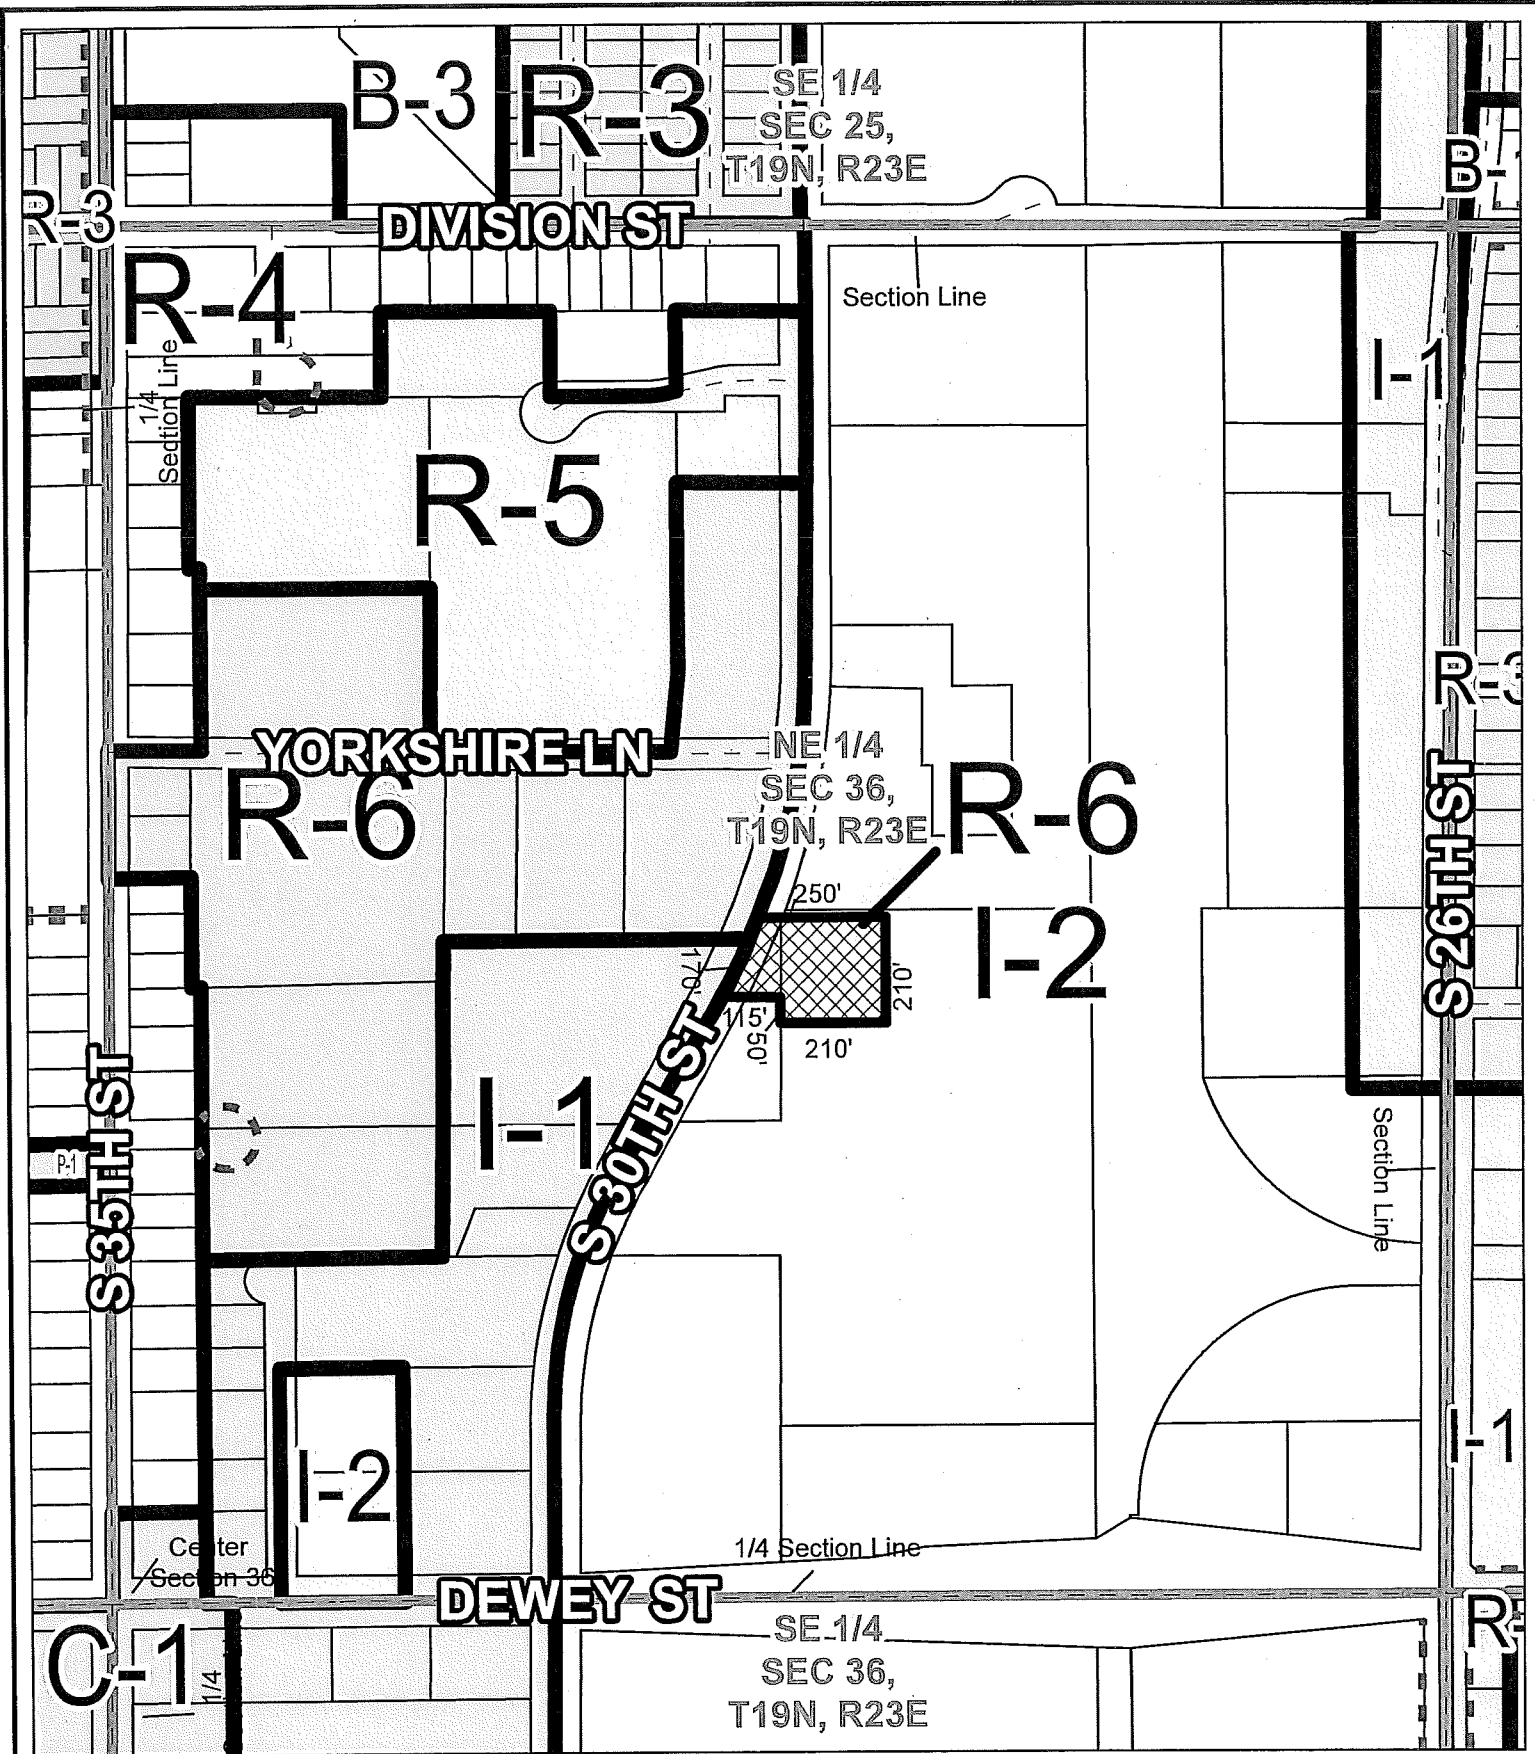 B-3
R-3
SE 1/4
SEC 25,
T19N, R23E
R-3
DIVISION ST
R-4
Section Line
I-1
1/4
Section Line
R-5
YORKSHIRE LN
R-6
NE 1/4
SEC 36,
T19N, R23E
R-6
S 26TH ST
250'
I-2
170'
210'
115'
50'
210'
S 30TH ST
I-1
S 35TH ST
P-1
Section Line
I-2
I-1
Center
Section 36
1/4 Section Line
DEWEY ST
C-1
1/4
SE 1/4
SEC 36,
T19N, R23E